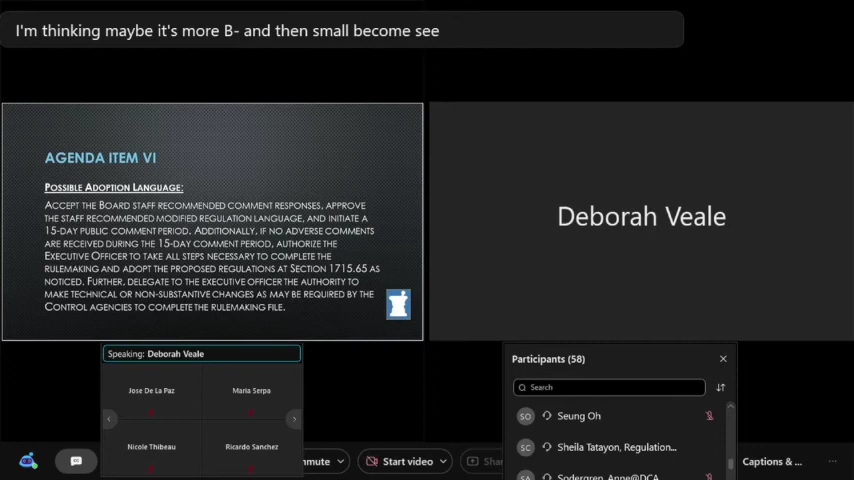 I'm thinking maybe it's more B- and then small become see
AGENDA ITEM VI
POSSIBLE ADOPTION LANGUAGE:
ACCEPT THE BOARD STAFF RECOMMENDED COMMENT RESPONSES, APPROVE
THE STAFF RECOMMENDED MODIFIED REGULATION LANGUAGE, AND INITIATE A
15-DAY PUBLIC COMMENT PERIOD. ADDITIONALLY, IF NO ADVERSE COMMENTS
ARE RECEIVED DURING THE 15-DAY COMMENT PERIOD, AUTHORIZE THE
EXECUTIVE OFFICER TO TAKE ALL STEPS NECESSARY TO COMPLETE THE
RULEMAKING AND ADOPT THE PROPOSED REGULATIONS AT SECTION 1715.65 AS
NOTICED. FURTHER, DELEGATE TO THE EXECUTIVE OFFICER THE AUTHORITY TO
MAKE TECHNICAL OR NON-SUBSTANTIVE CHANGES AS MAY BE REQUIRED BY THE
CONTROL AGENCIES TO COMPLETE THE RULEMAKING FILE.
Deborah Veale
Speaking: Deborah Veale
Jose De La Paz
Maria Serpa
Nicole Thibeau
Ricardo Sanchez
Participants (58)
Search
SO Seung Oh
SC Sheila Tatayon, Regulation...
SA Sodergren, Anne@DCA
mute
Start video
Shar
Captions & ...